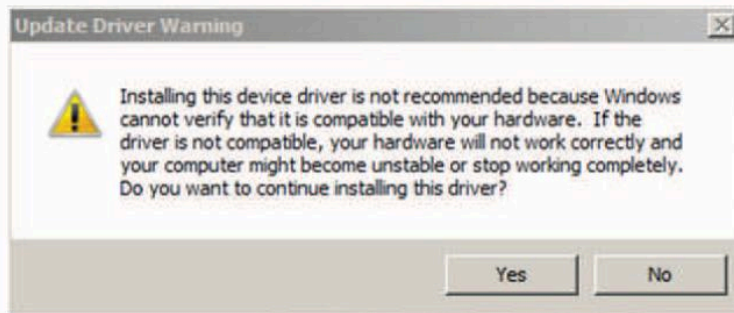 Update Driver Warning
Installing this device driver is not recommended because Windows
cannot verify that it is compatible with your hardware. If the
driver is not compatible, your hardware will not work correctly and
your computer might become unstable or stop working completely.
Do you want to continue installing this driver?
Yes No